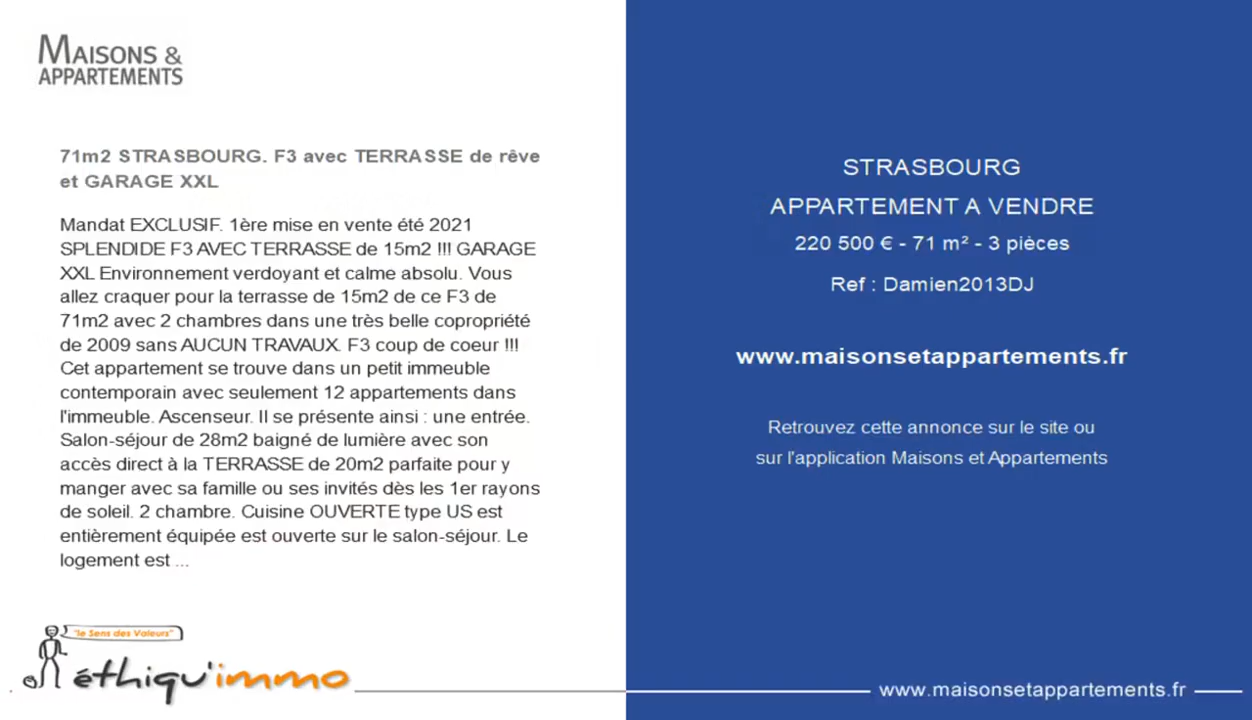 MAISONS &
APPARTEMENTS
71m2 STRASBOURG. F3 avec TERRASSE de rêve
et GARAGE XXL
Mandat EXCLUSIF. 1ère mise en vente été 2021
SPLENDIDE F3 AVEC TERRASSE de 15m2 !!! GARAGE
XXL Environnement verdoyant et calme absolu. Vous
allez craquer pour la terrasse de 15m2 de ce F3 de
71m2 avec 2 chambres dans une très belle copropriété
de 2009 sans AUCUN TRAVAUX. F3 coup de coeur !!!
Cet appartement se trouve dans un petit immeuble
contemporain avec seulement 12 appartements dans
l'immeuble. Ascenseur. Il se présente ainsi : une entrée.
Salon-séjour de 28m2 baigné de lumière avec son
accès direct à la TERRASSE de 20m2 parfaite pour y
manger avec sa famille ou ses invités dès les 1er rayons
de soleil. 2 chambre. Cuisine OUVERTE type US est
entièrement équipée est ouverte sur le salon-séjour. Le
logement est ...
"le Sens des Valeurs"
éthiqu'immo
STRASBOURG
APPARTEMENT A VENDRE
220 500 € - 71 m² - 3 pièces
Ref : Damien2013DJ
www.maisonsetappartements.fr
Retrouvez cette annonce sur le site ou
sur l'application Maisons et Appartements
www.maisonsetappartements.fr